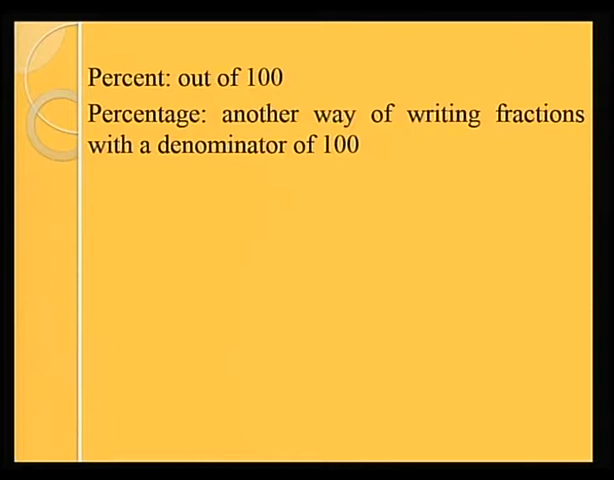 Percent: out of 100
Percentage: another way of writing fractions
with a denominator of 100